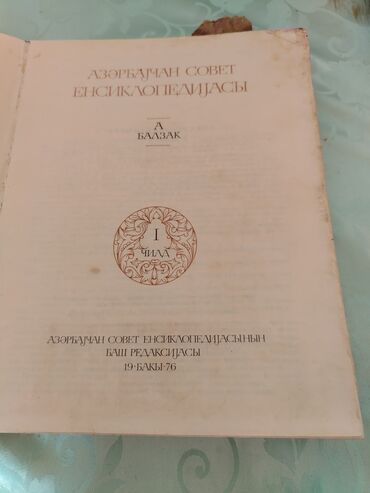 АЗӘРБАЈҸАН СОВЕТ
ЕНСИКЛОПЕДИЈАСЫ
А
БАЛЗАК
I
ҸИЛД
АЗӘРБАЈҸАН СОВЕТ ЕНСИКЛОПЕДИЈАСЫНЫН
БАШ РЕДАКСИЈАСЫ
19·БАКЫ·76